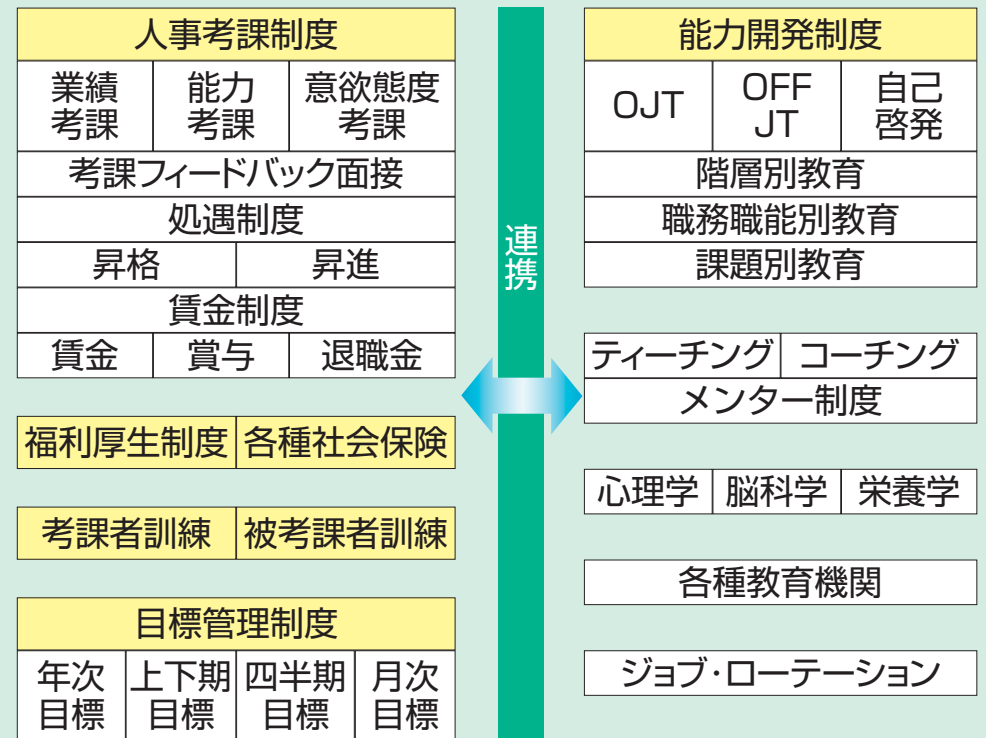 人事考課制度
業績
考課
能力
考課
意欲態度
考課
考課フィードバック面接
処遇制度
昇格
昇進
賃金制度
賃金
賞与
退職金
福利厚生制度
各種社会保険
考課者訓練
被考課者訓練
目標管理制度
年次
目標
上下期
目標
四半期
目標
月次
目標
連携
能力開発制度
OJT
OFF
JT
自己
啓発
階層別教育
職務職能別教育
課題別教育
ティーチング
コーチング
メンター制度
心理学
脳科学
栄養学
各種教育機関
ジョブ・ローテーション